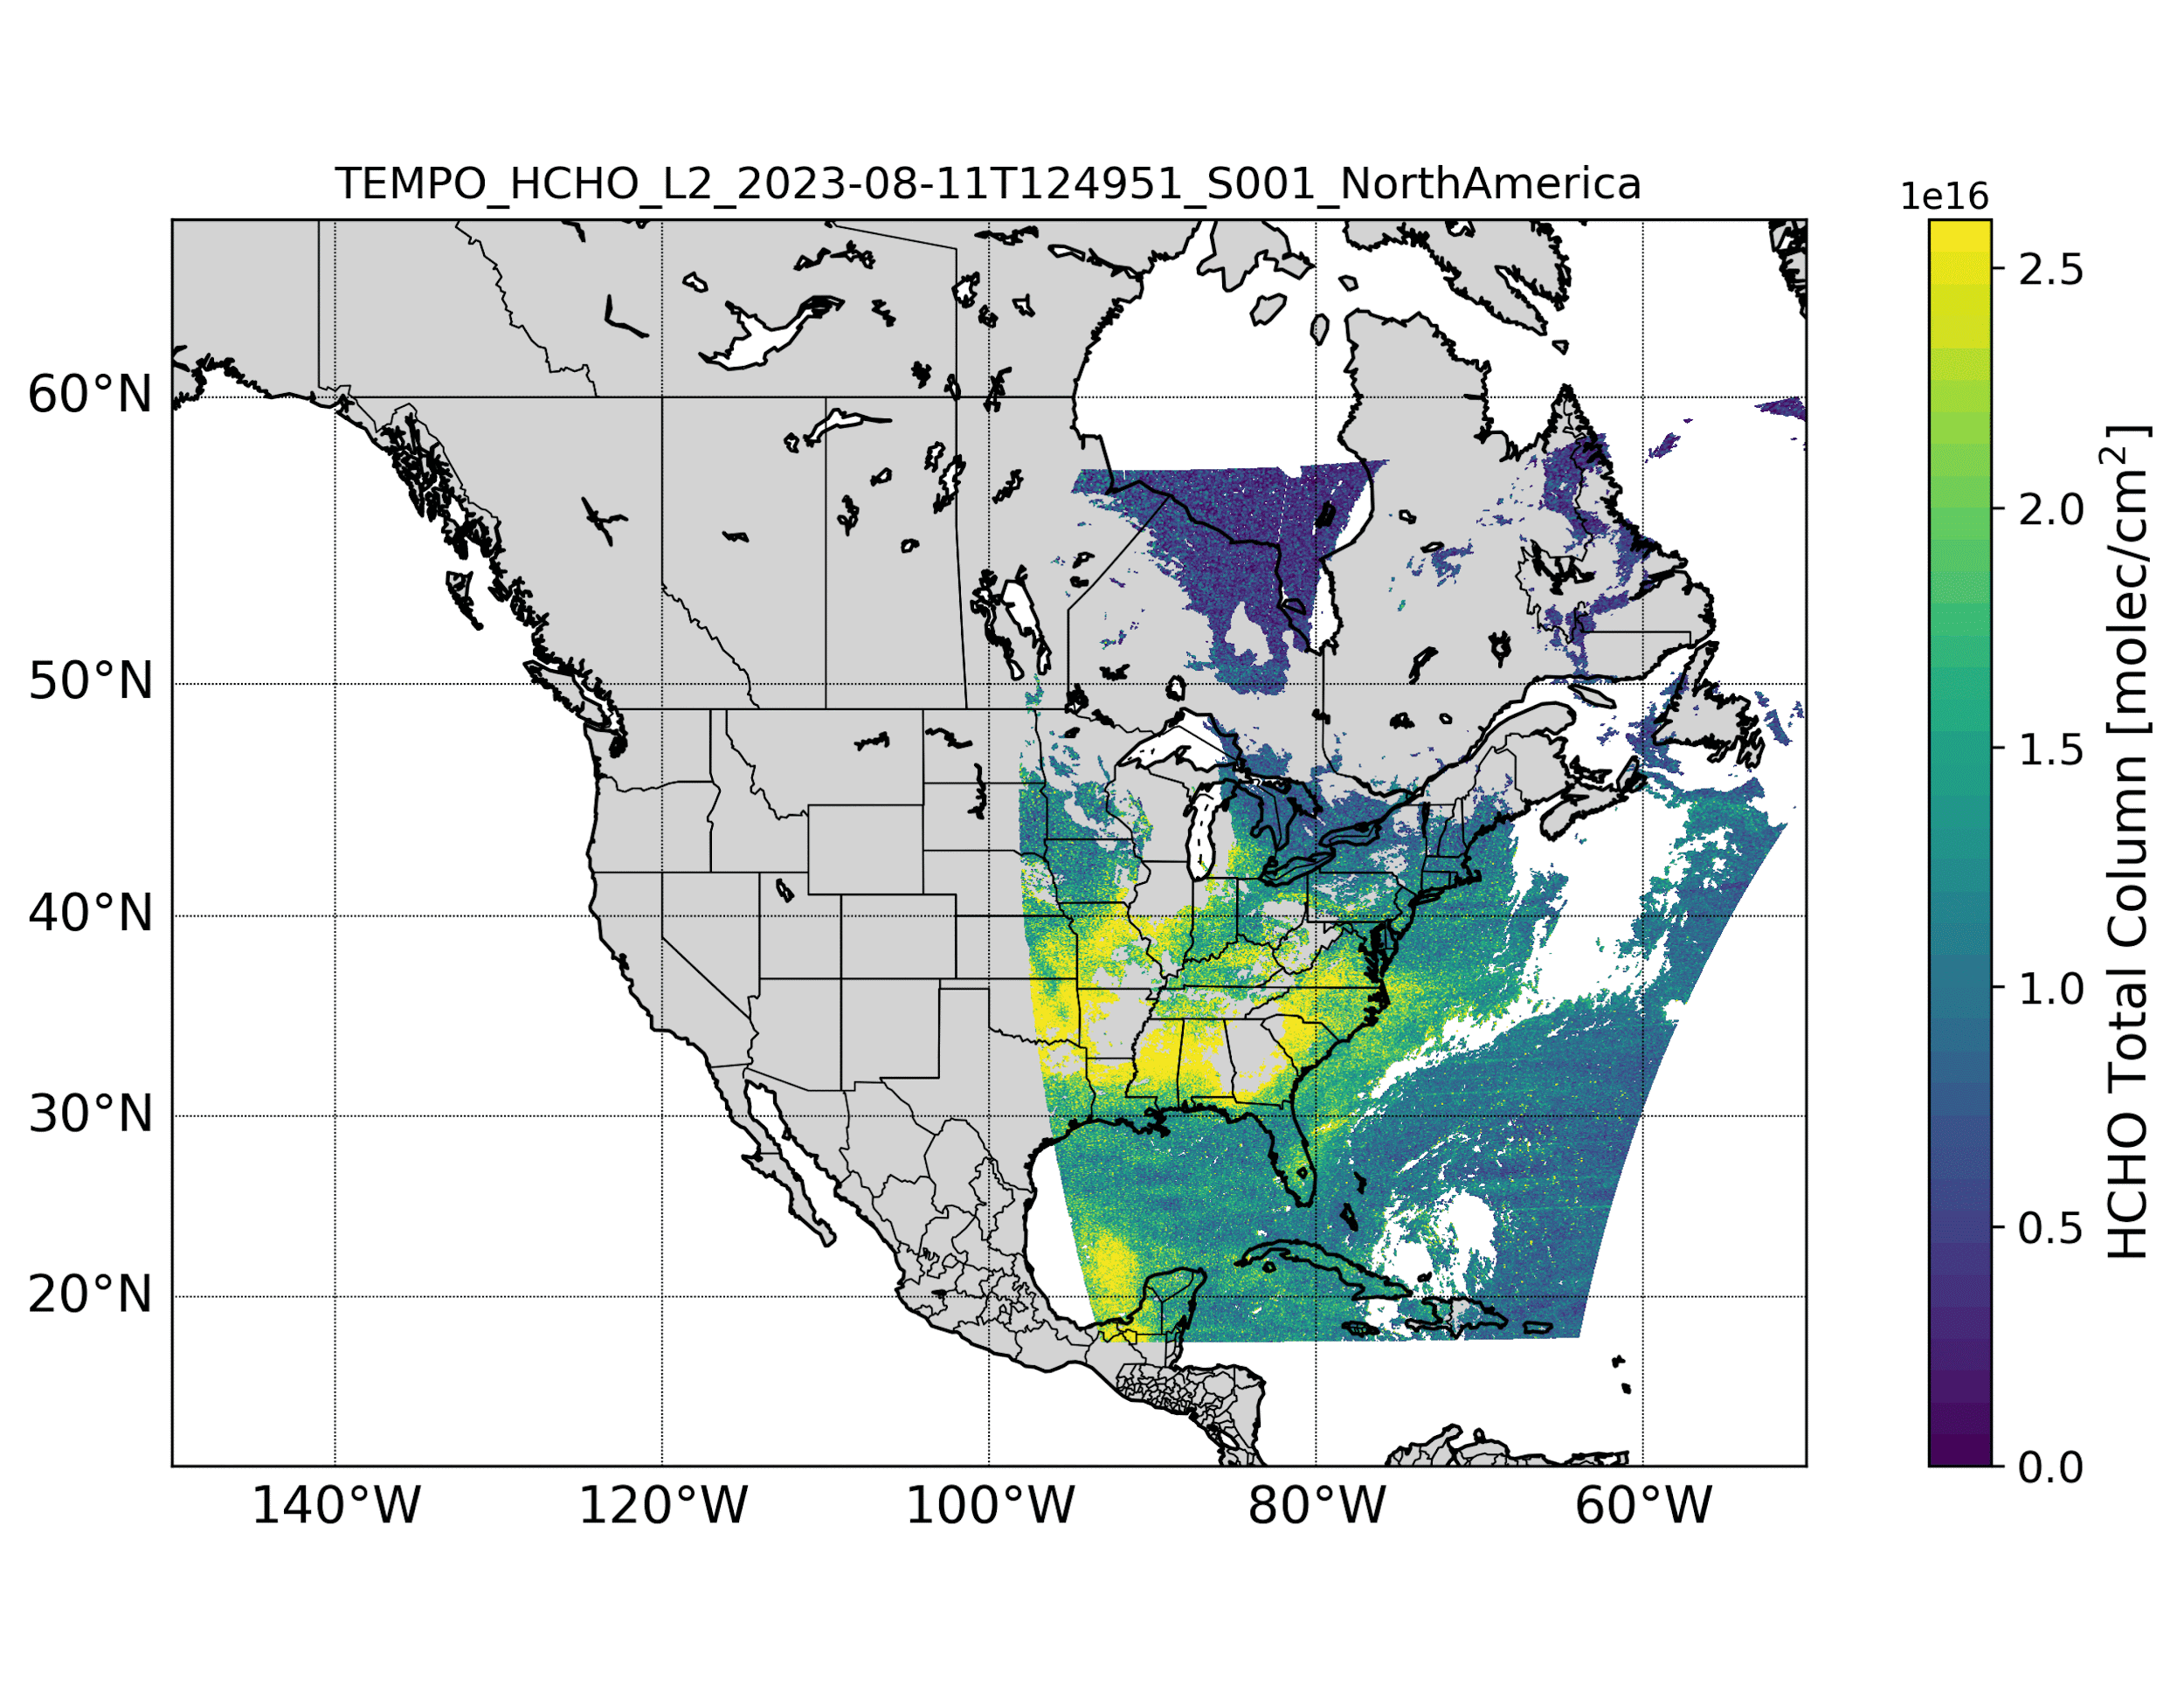 TEMPO_HCHO_L2_2023-08-11T124951_S001_NorthAmerica
1e16
2.5
2.0
1.5
1.0
0.5
0.0
HCHO Total Column [molec/cm²]
60°N
50°N
40°N
30°N
20°N
140°W 120°W 100°W 80°W 60°W